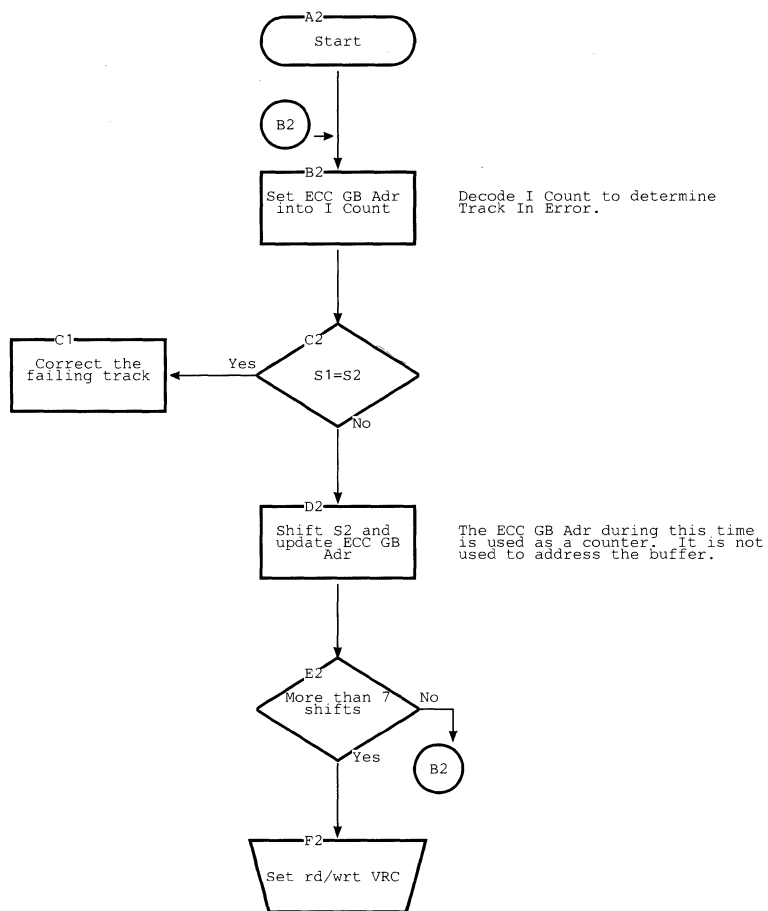 A2
Start
B2
B2
Set ECC GB Adr
into I Count
Decode I Count to determine
Track In Error.
C1
Correct the
failing track
Yes
C2
S1=S2
No
D2
Shift S2 and
update ECC GB
Adr
The ECC GB Adr during this time
is used as a counter. It is not
used to address the buffer.
E2
More than 7
shifts
No
Yes
B2
F2
Set rd/wrt VRC